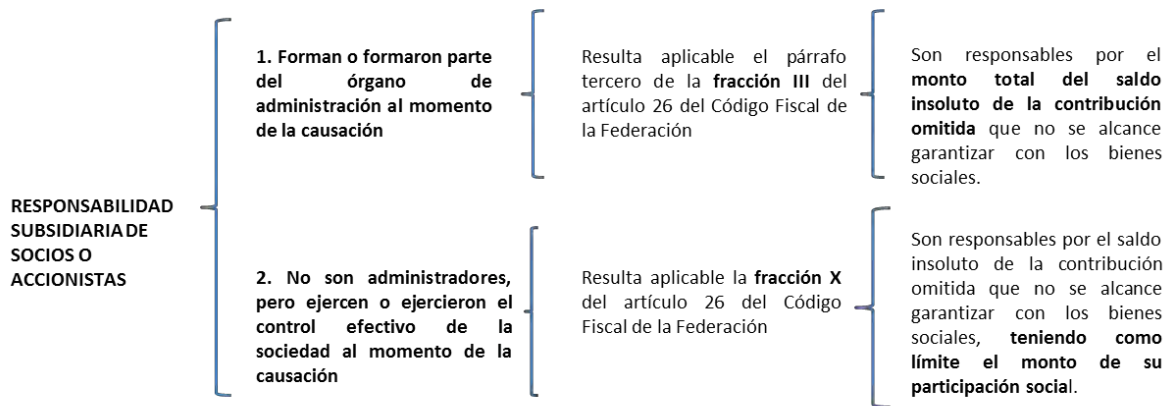 RESPONSABILIDAD
SUBSIDIARIA DE
SOCIOS O
ACCIONISTAS
1. Forman o formaron parte
del órgano de
administración al momento
de la causación
Resulta aplicable el párrafo
tercero de la fracción III del
artículo 26 del Código Fiscal de
la Federación
Son responsables por el
monto total del saldo
insoluto de la contribución
omitida que no se alcance
garantizar con los bienes
sociales.
2. No son administradores,
pero ejercen o ejercieron el
control efectivo de la
sociedad al momento de la
causación
Resulta aplicable la fracción X
del artículo 26 del Código
Fiscal de la Federación
Son responsables por el saldo
insoluto de la contribución
omitida que no se alcance
garantizar con los bienes
sociales, teniendo como
límite el monto de su
participación social.